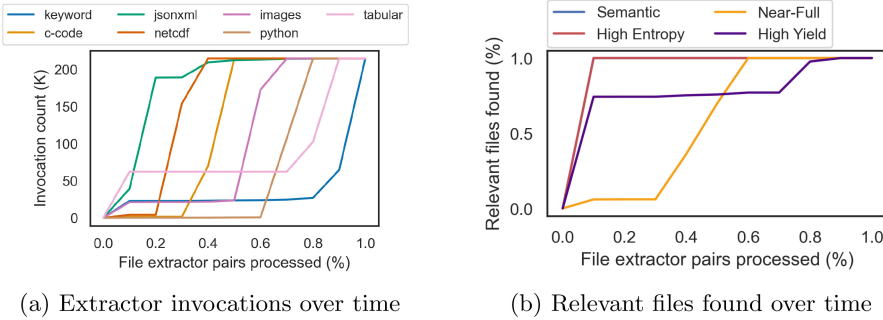 keyword jsonxml images tabular
c-code netcdf python
Invocation count (K)
200
150
100
50
0
0.0 0.2 0.4 0.6 0.8 1.0
File extractor pairs processed (%)
(a) Extractor invocations over time
Semantic Near-Full
High Entropy High Yield
Relevant files found (%)
1.0
0.5
0.0
0.0 0.2 0.4 0.6 0.8 1.0
File extractor pairs processed (%)
(b) Relevant files found over time